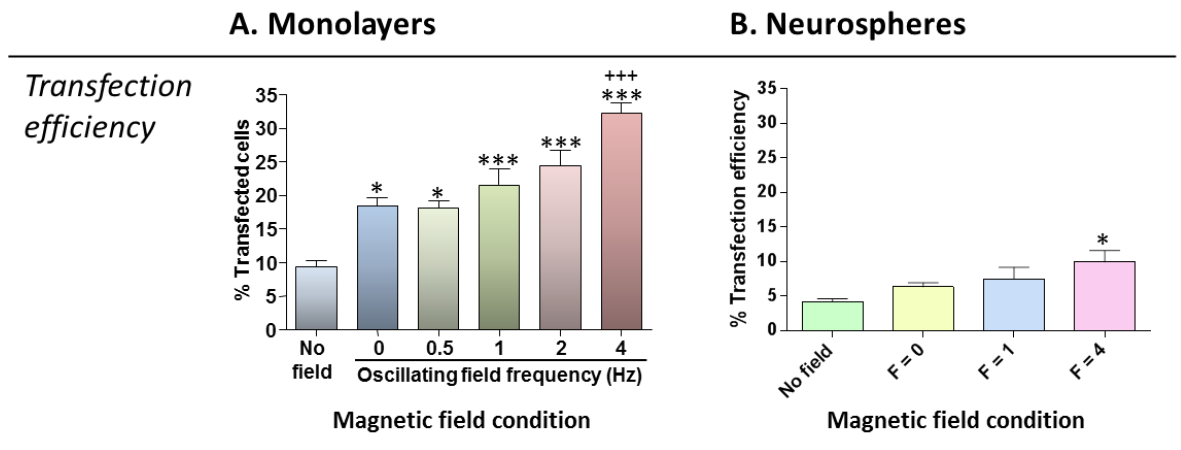 A. Monolayers
B. Neurospheres
Transfection
efficiency
% Transfected cells
35
30
25
20
15
10
5
0
*
*
***
***
+++
***
No
field
0
0.5
1
2
4
Oscillating field frequency (Hz)
Magnetic field condition
% Transfection efficiency
35
30
25
20
15
10
5
0
*
No field
F = 0
F = 1
F = 4
Magnetic field condition